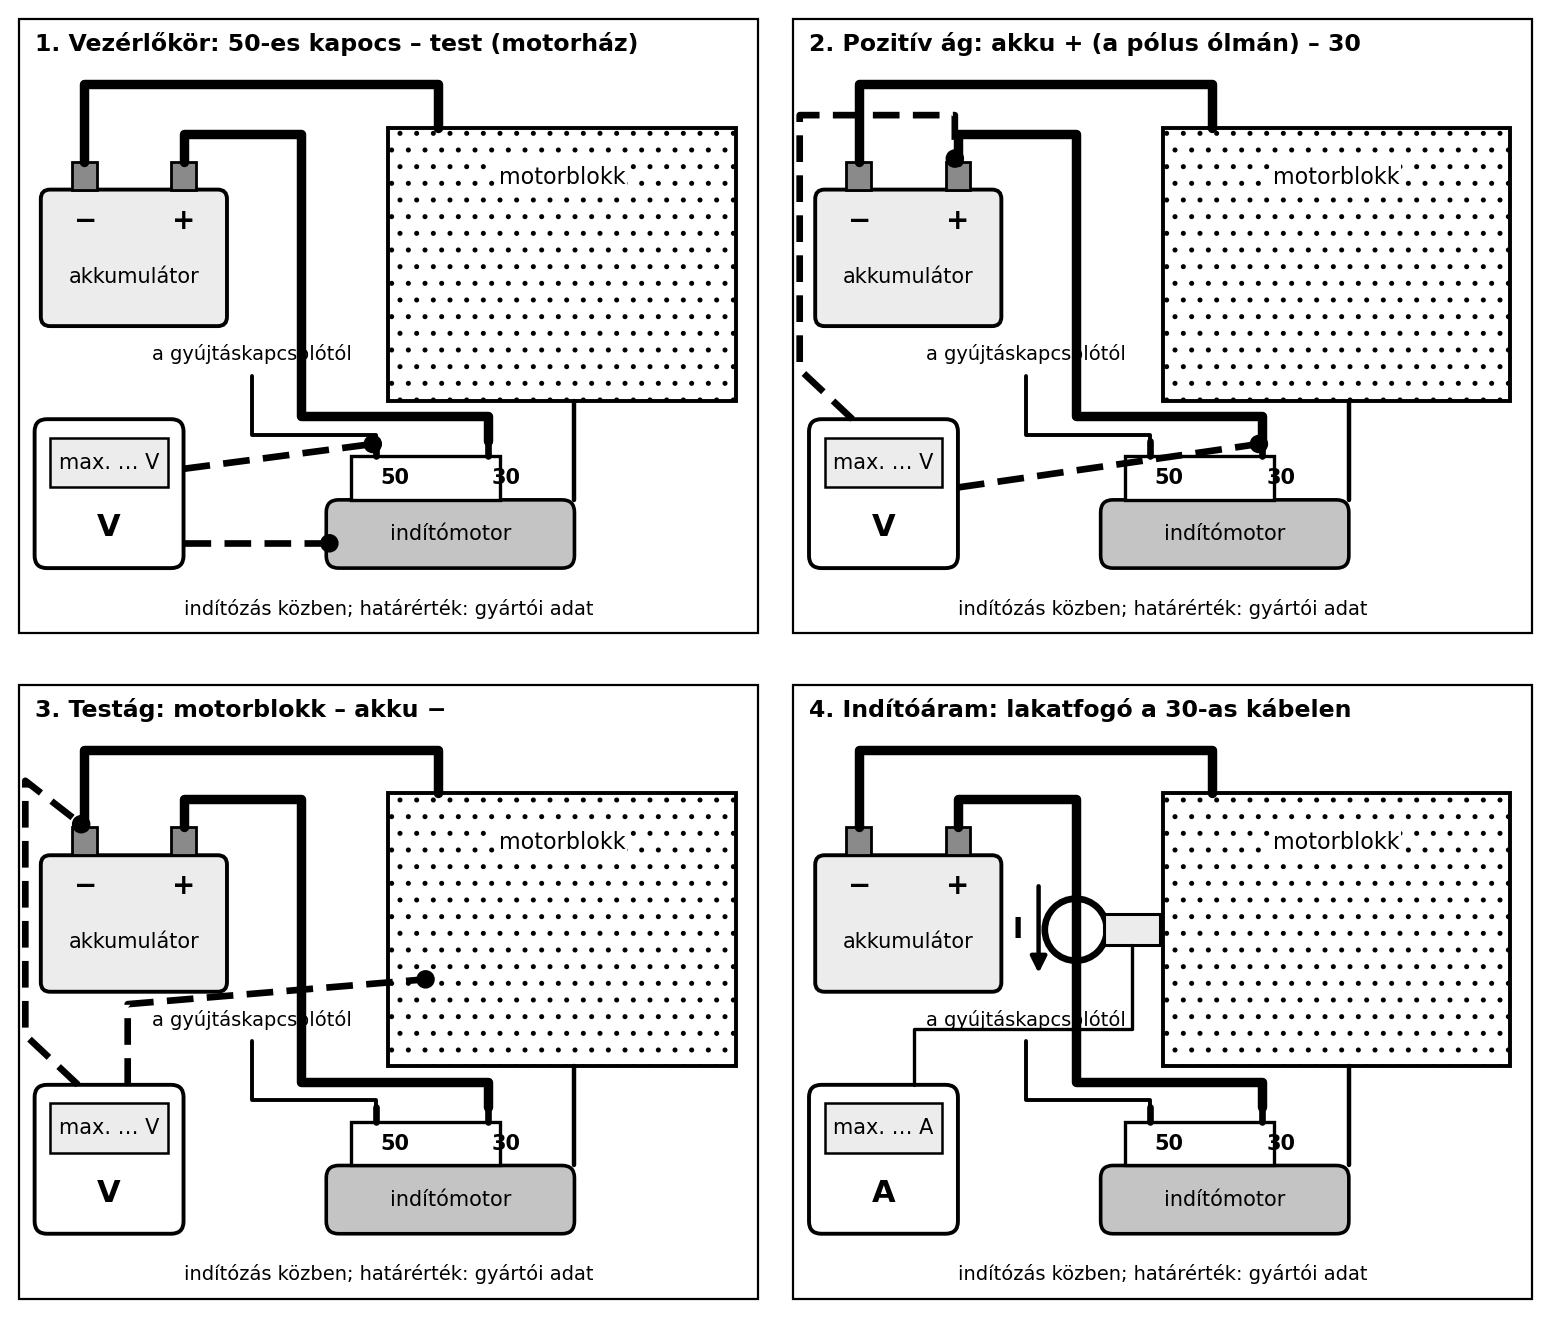 1. Vezérlőkör: 50-es kapocs – test (motorház)
motorblokk
− +
akkumulátor
a gyújtáskapcsolótól
max. ... V
V
50 30
indítómotor
indítózás közben; határérték: gyártói adat
2. Pozitív ág: akku + (a pólus ólmán) – 30
motorblokk
− +
akkumulátor
a gyújtáskapcsolótól
max. ... V
V
50 30
indítómotor
indítózás közben; határérték: gyártói adat
3. Testág: motorblokk – akku −
motorblokk
− +
akkumulátor
a gyújtáskapcsolótól
max. ... V
V
50 30
indítómotor
indítózás közben; határérték: gyártói adat
4. Indítóáram: lakatfogó a 30-as kábelen
motorblokk
− +
I
akkumulátor
a gyújtáskapcsolótól
max. ... A
A
50 30
indítómotor
indítózás közben; határérték: gyártói adat